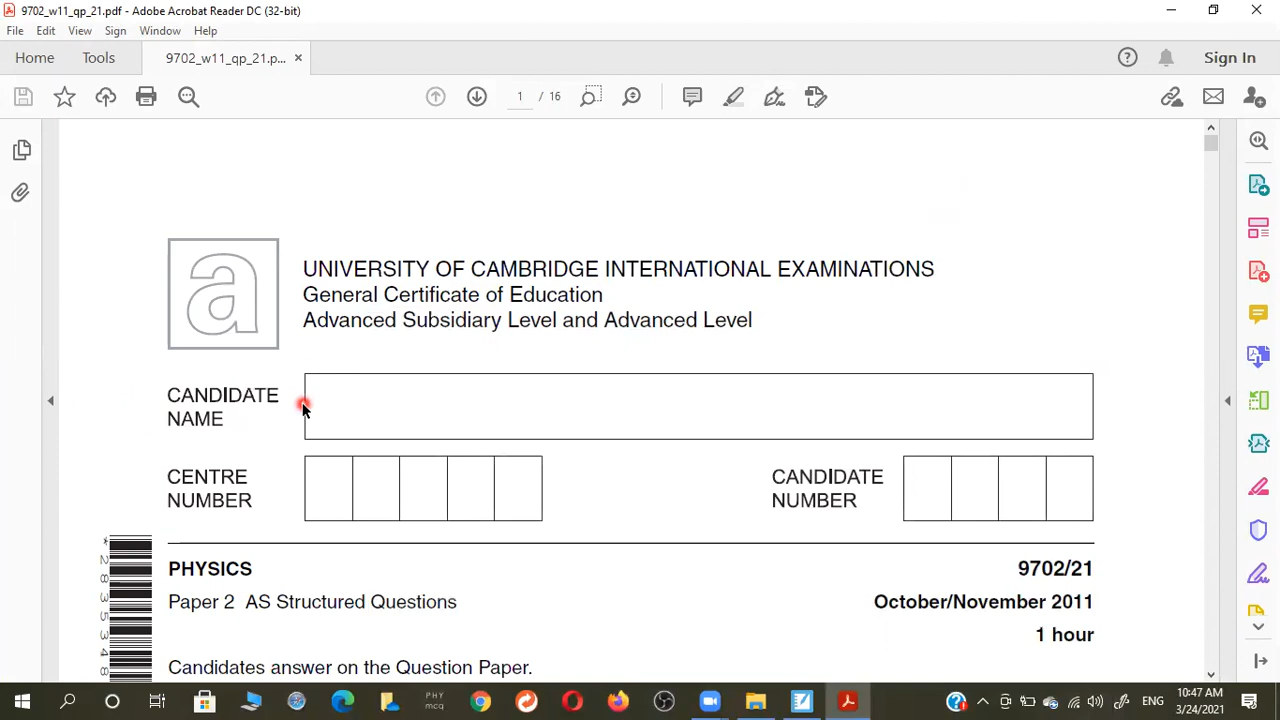 9702_w11_qp_21.pdf - Adobe Acrobat Reader DC (32-bit)
File Edit View Sign Window Help
Home Tools 9702_w11_qp_21.p... × Sign In
1 / 16
a
UNIVERSITY OF CAMBRIDGE INTERNATIONAL EXAMINATIONS
General Certificate of Education
Advanced Subsidiary Level and Advanced Level
CANDIDATE
NAME
CENTRE
NUMBER
CANDIDATE
NUMBER
PHYSICS 9702/21
Paper 2 AS Structured Questions October/November 2011
1 hour
Candidates answer on the Question Paper.
PHY
mcq
ENG
10:47 AM
3/24/2021